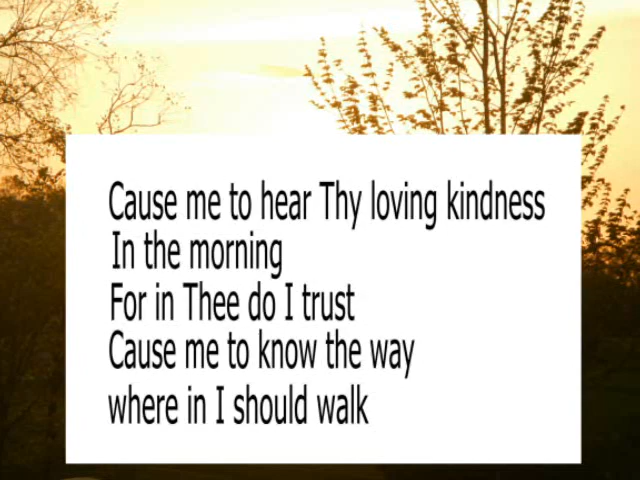 Cause me to hear Thy loving kindness
In the morning
For in Thee do I trust
Cause me to know the way
where in I should walk